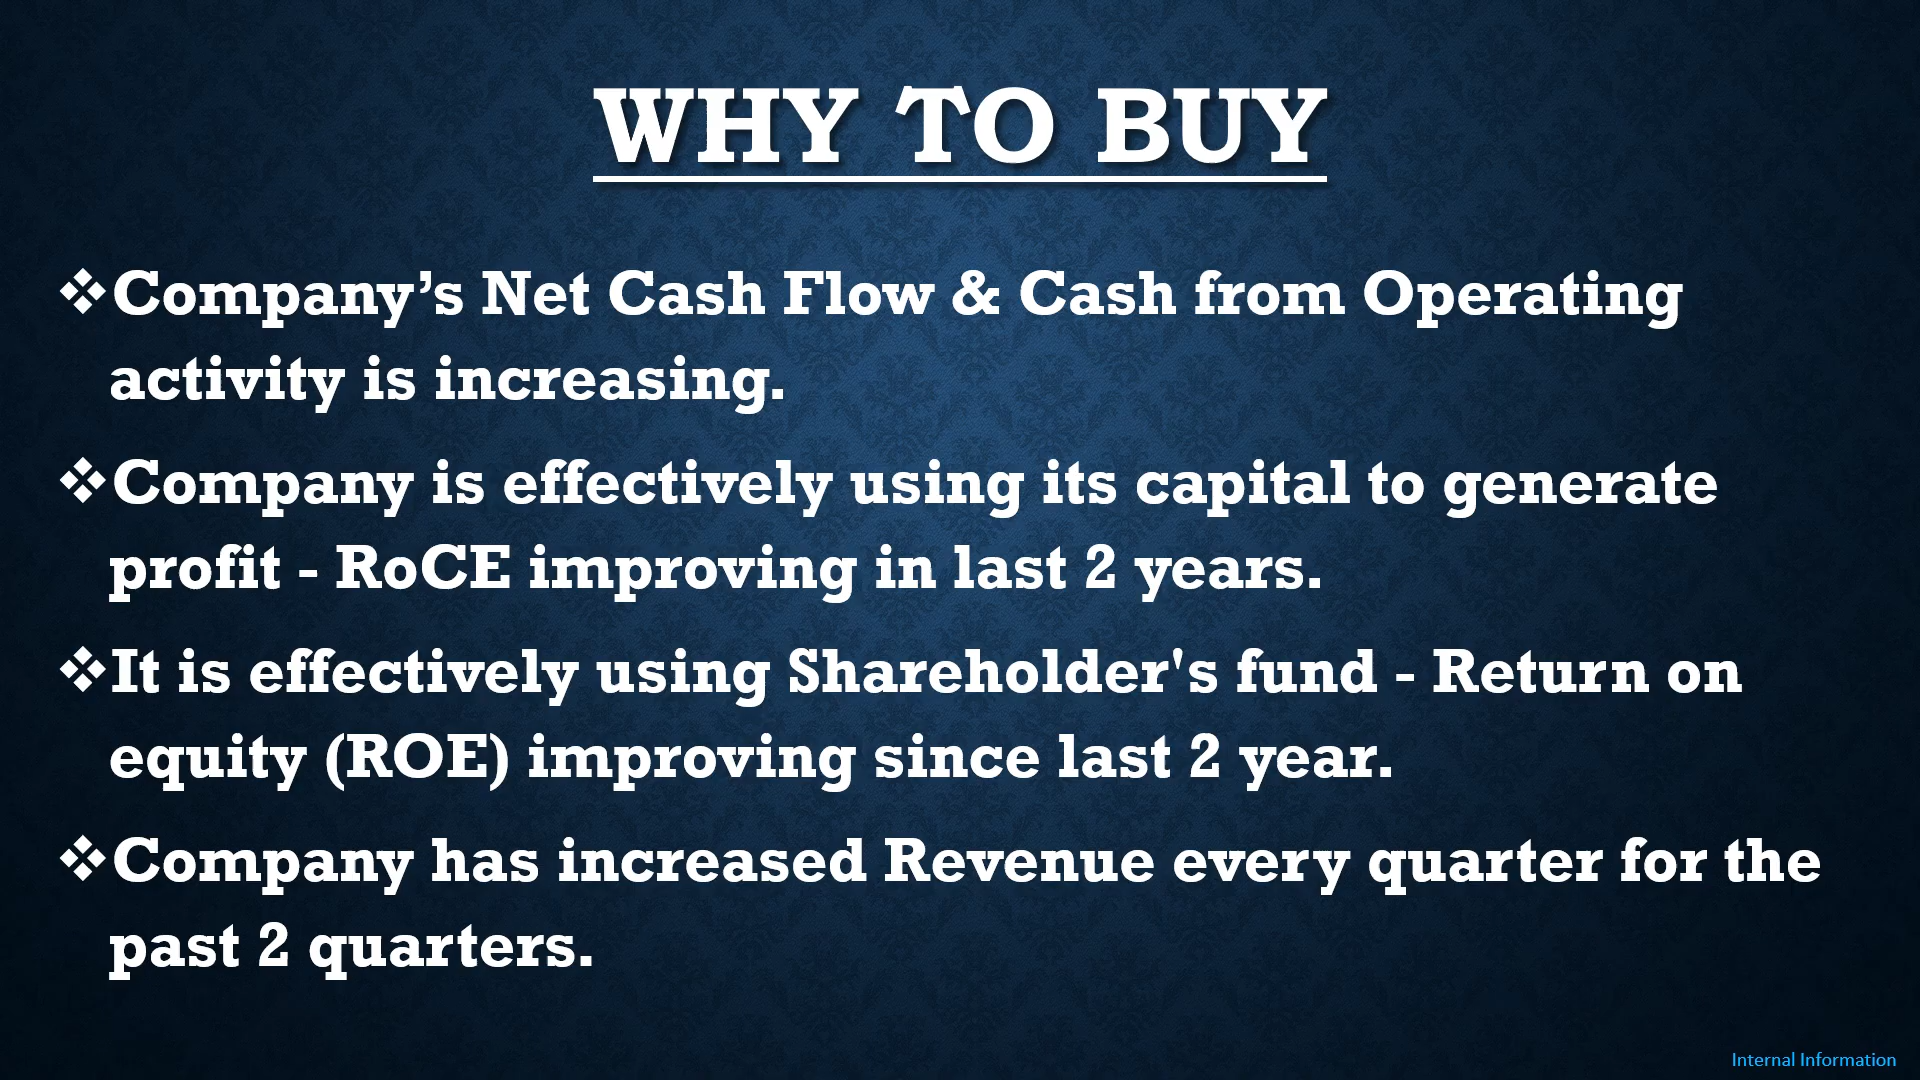 WHY TO BUY
❖Company’s Net Cash Flow & Cash from Operating
activity is increasing.
❖Company is effectively using its capital to generate
profit - RoCE improving in last 2 years.
❖It is effectively using Shareholder's fund - Return on
equity (ROE) improving since last 2 year.
❖Company has increased Revenue every quarter for the
past 2 quarters.
Internal Information